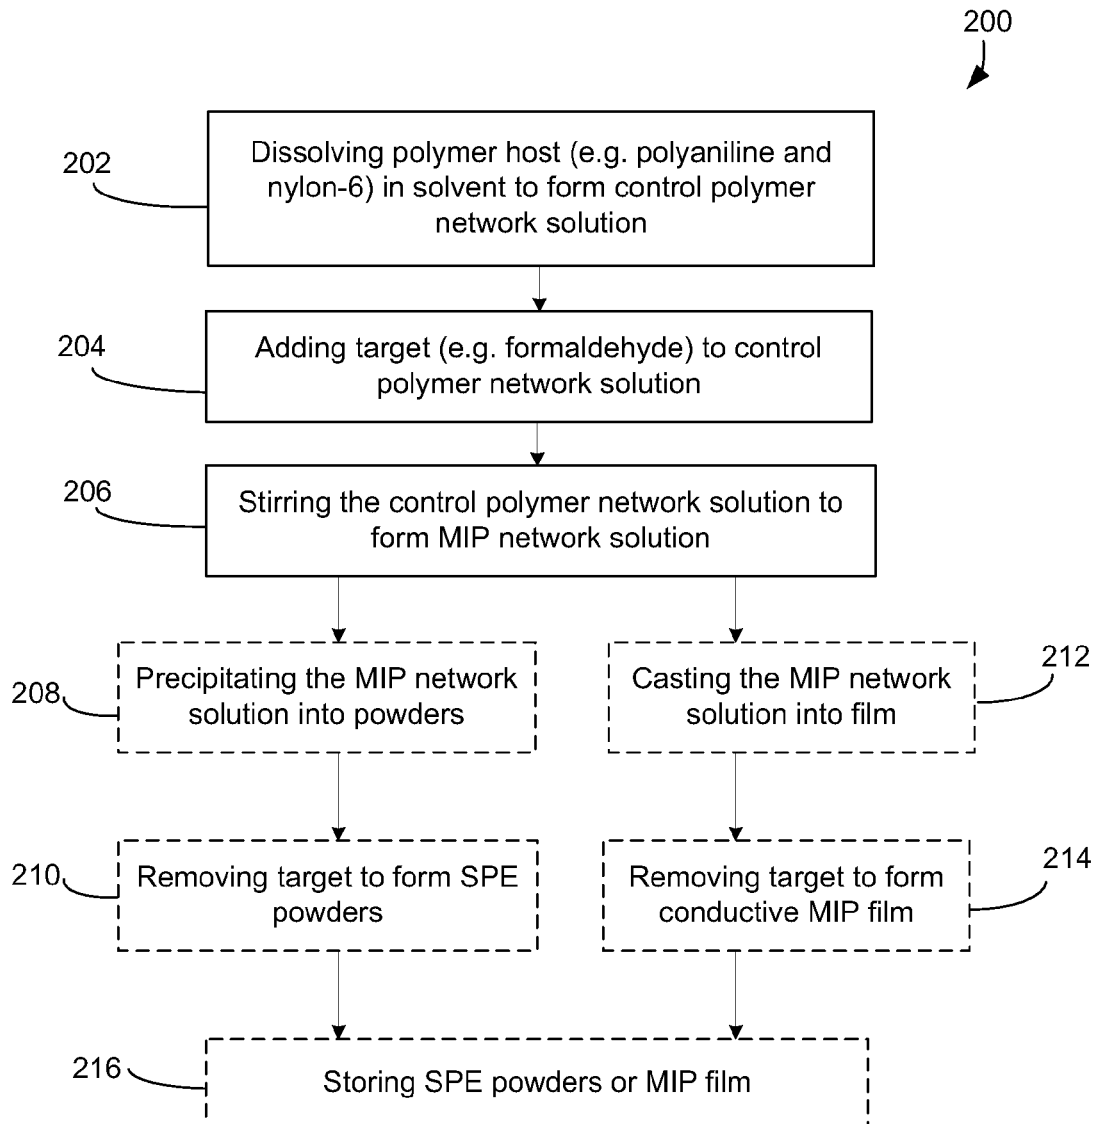 200
202
Dissolving polymer host (e.g. polyaniline and
nylon-6) in solvent to form control polymer
network solution
204
Adding target (e.g. formaldehyde) to control
polymer network solution
206
Stirring the control polymer network solution to
form MIP network solution
208
Precipitating the MIP network
solution into powders
Casting the MIP network
solution into film
212
210
Removing target to form SPE
powders
Removing target to form
conductive MIP film
214
216
Storing SPE powders or MIP film